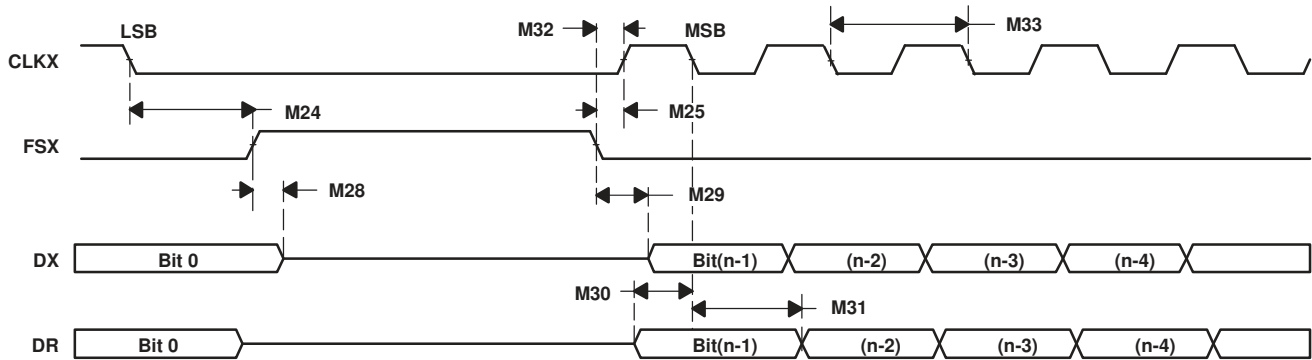 LSB
M32
MSB
M33
CLKX
M24
M25
FSX
M28
M29
DX
Bit 0
Bit(n-1)
(n-2)
(n-3)
(n-4)
M30
M31
DR
Bit 0
Bit(n-1)
(n-2)
(n-3)
(n-4)